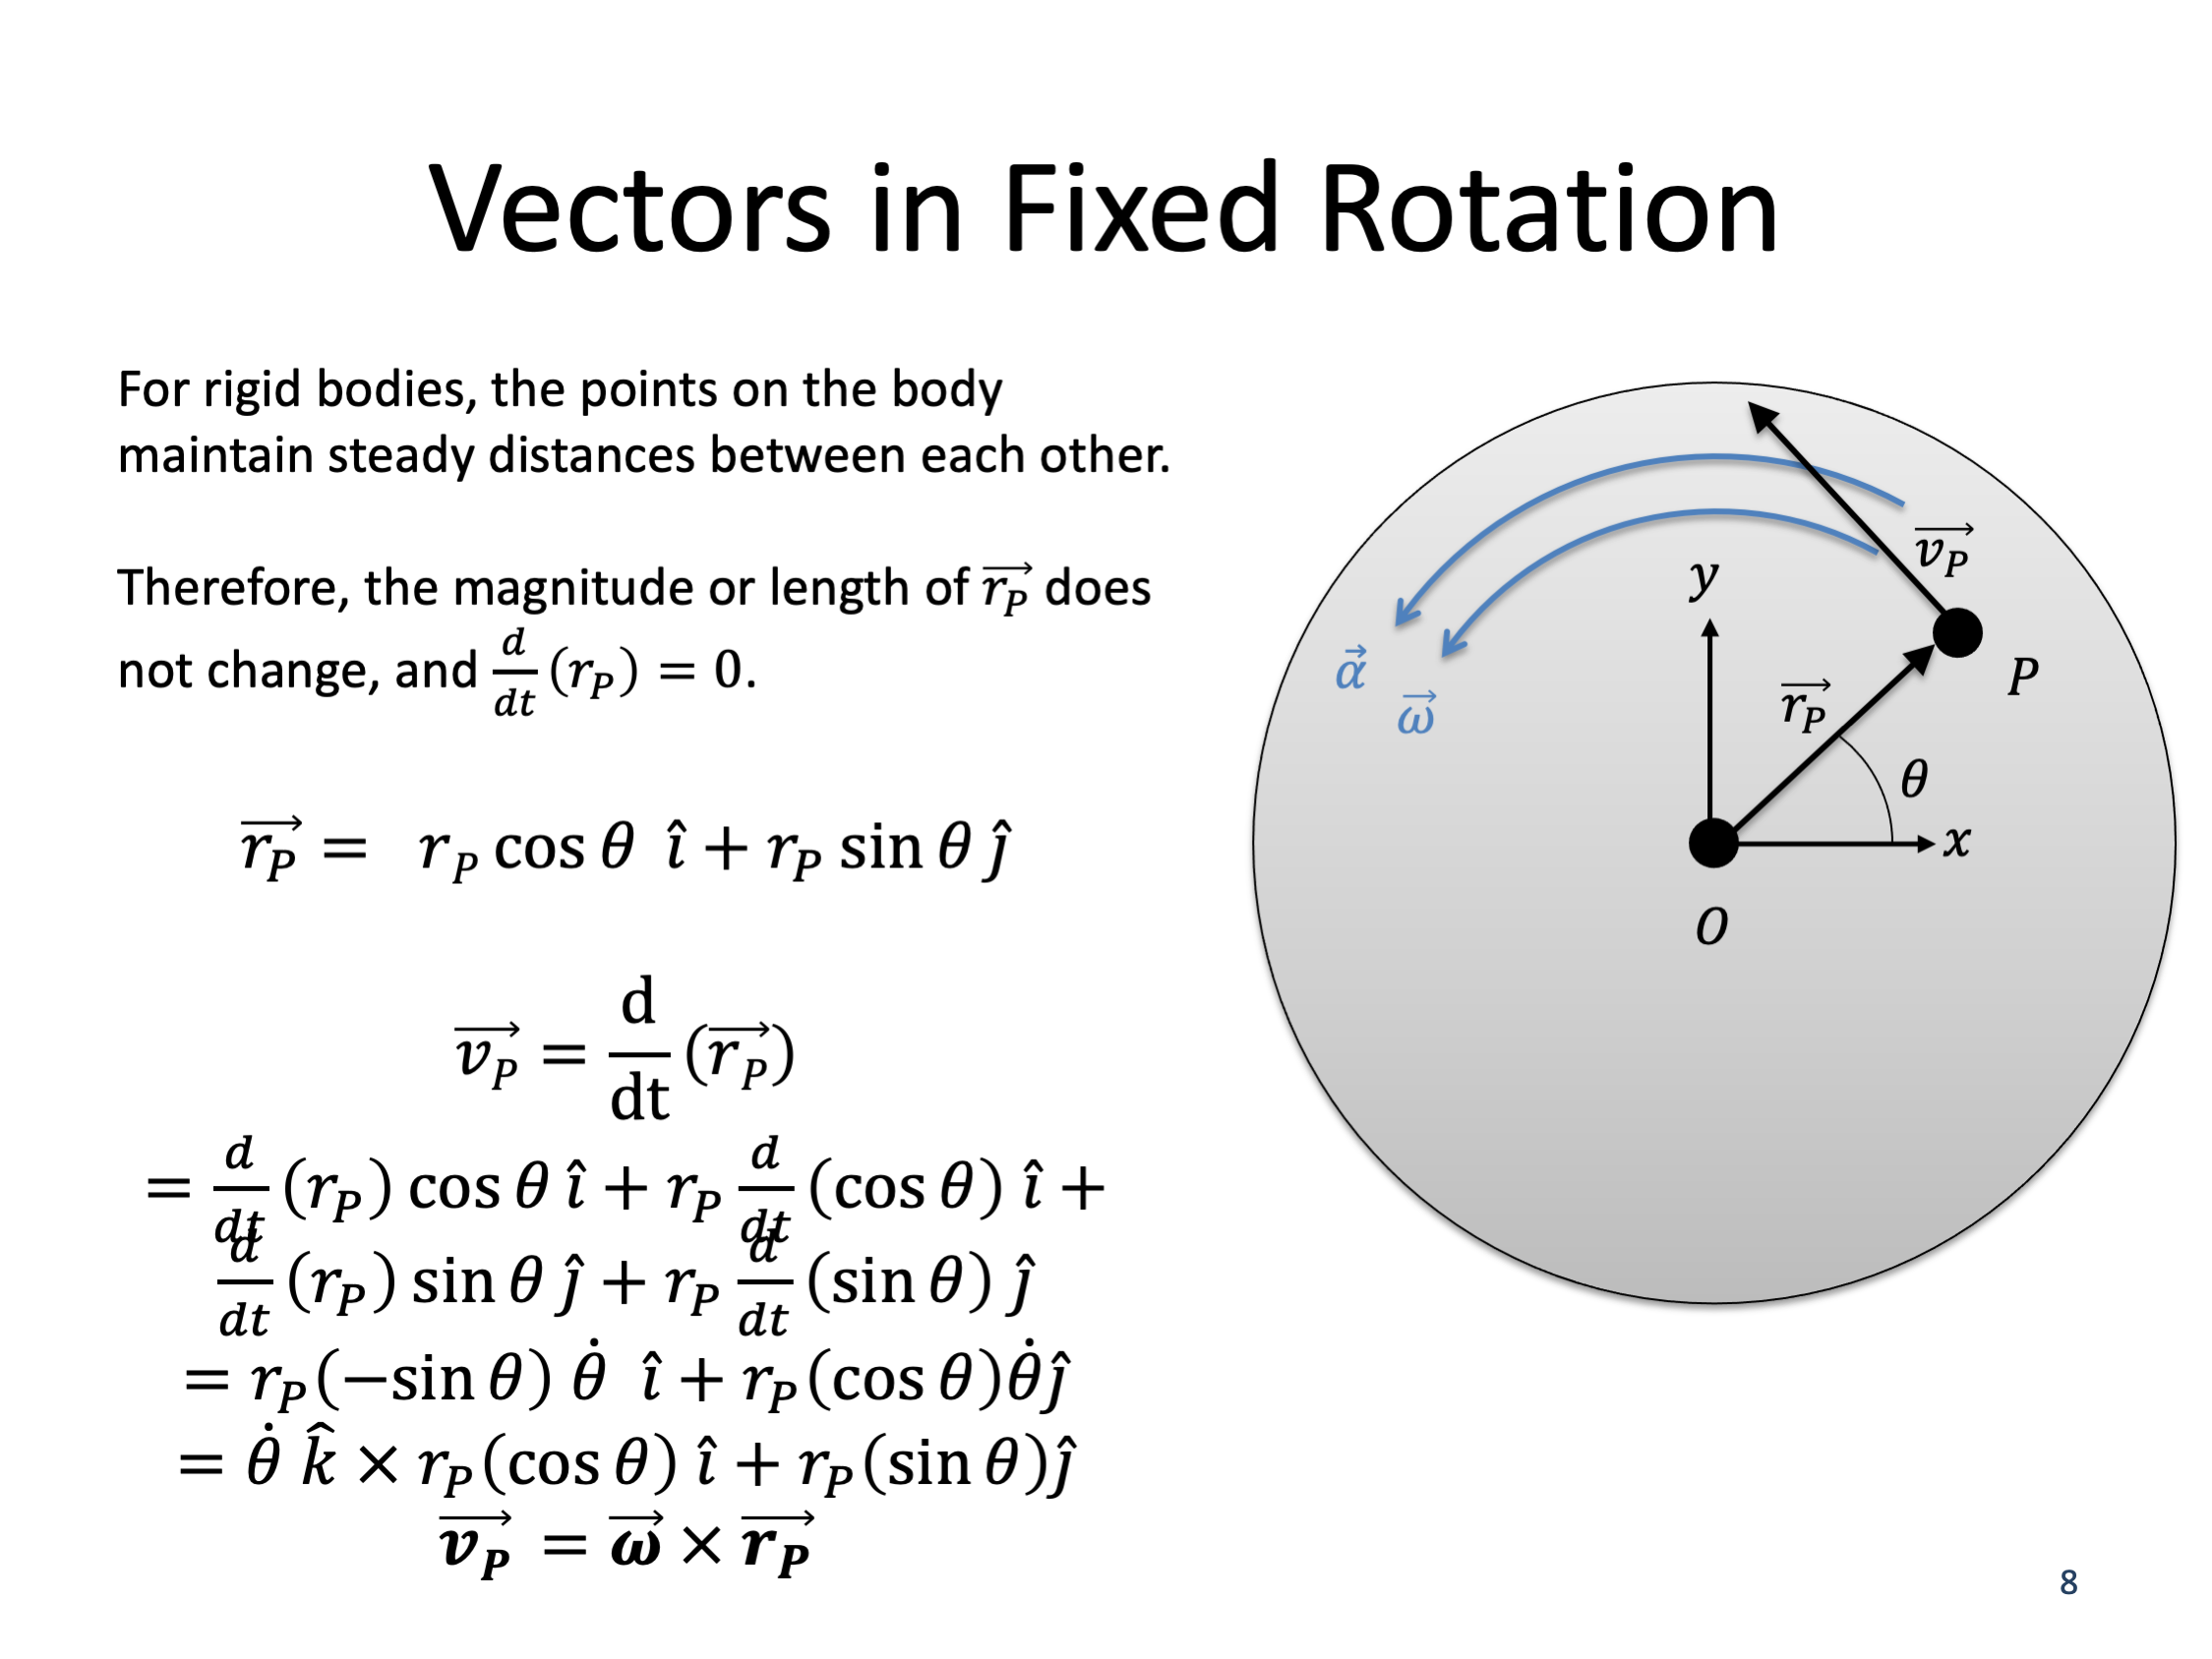 Vectors in Fixed Rotation
For rigid bodies, the points on the body
maintain steady distances between each other.
Therefore, the magnitude or length of $\overrightarrow{r_P}$ does
not change, and $\frac{d}{dt}(r_P) = 0$.
$\overrightarrow{r_P} = r_P \cos\theta \ \hat{\imath} + r_P \sin\theta \, \hat{\jmath}$
$\overrightarrow{v_P} = \frac{\mathrm{d}}{\mathrm{dt}}(\overrightarrow{r_P})$
$= \frac{d}{dt}(r_P) \cos\theta \, \hat{\imath} + r_P \frac{d}{dt}(\cos\theta) \, \hat{\imath} +$
$\frac{d}{dt}(r_P) \sin\theta \, \hat{\jmath} + r_P \frac{d}{dt}(\sin\theta) \, \hat{\jmath}$
$= r_P(-\sin\theta) \, \dot{\theta} \ \hat{\imath} + r_P(\cos\theta)\dot{\theta}\hat{\jmath}$
$= \dot{\theta} \, \hat{k} \times r_P(\cos\theta) \, \hat{\imath} + r_P(\sin\theta)\hat{\jmath}$
$\overrightarrow{\boldsymbol{v_P}} = \overrightarrow{\boldsymbol{\omega}} \times \overrightarrow{\boldsymbol{r_P}}$
$\overrightarrow{v_P}$
$y$
$\vec{\alpha}$
$\overrightarrow{\omega}$
$\overrightarrow{r_P}$
$P$
$\theta$
$x$
$O$
8